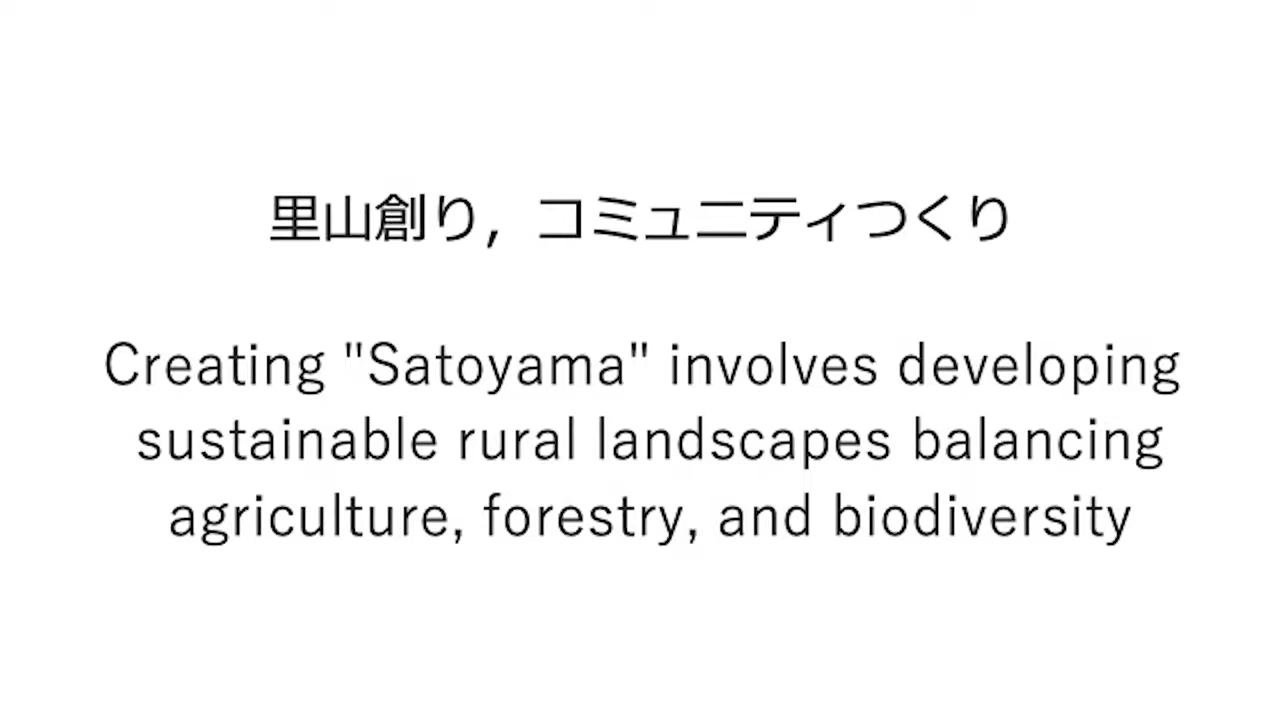 里山創り，コミュニティつくり
Creating "Satoyama" involves developing
sustainable rural landscapes balancing
agriculture, forestry, and biodiversity